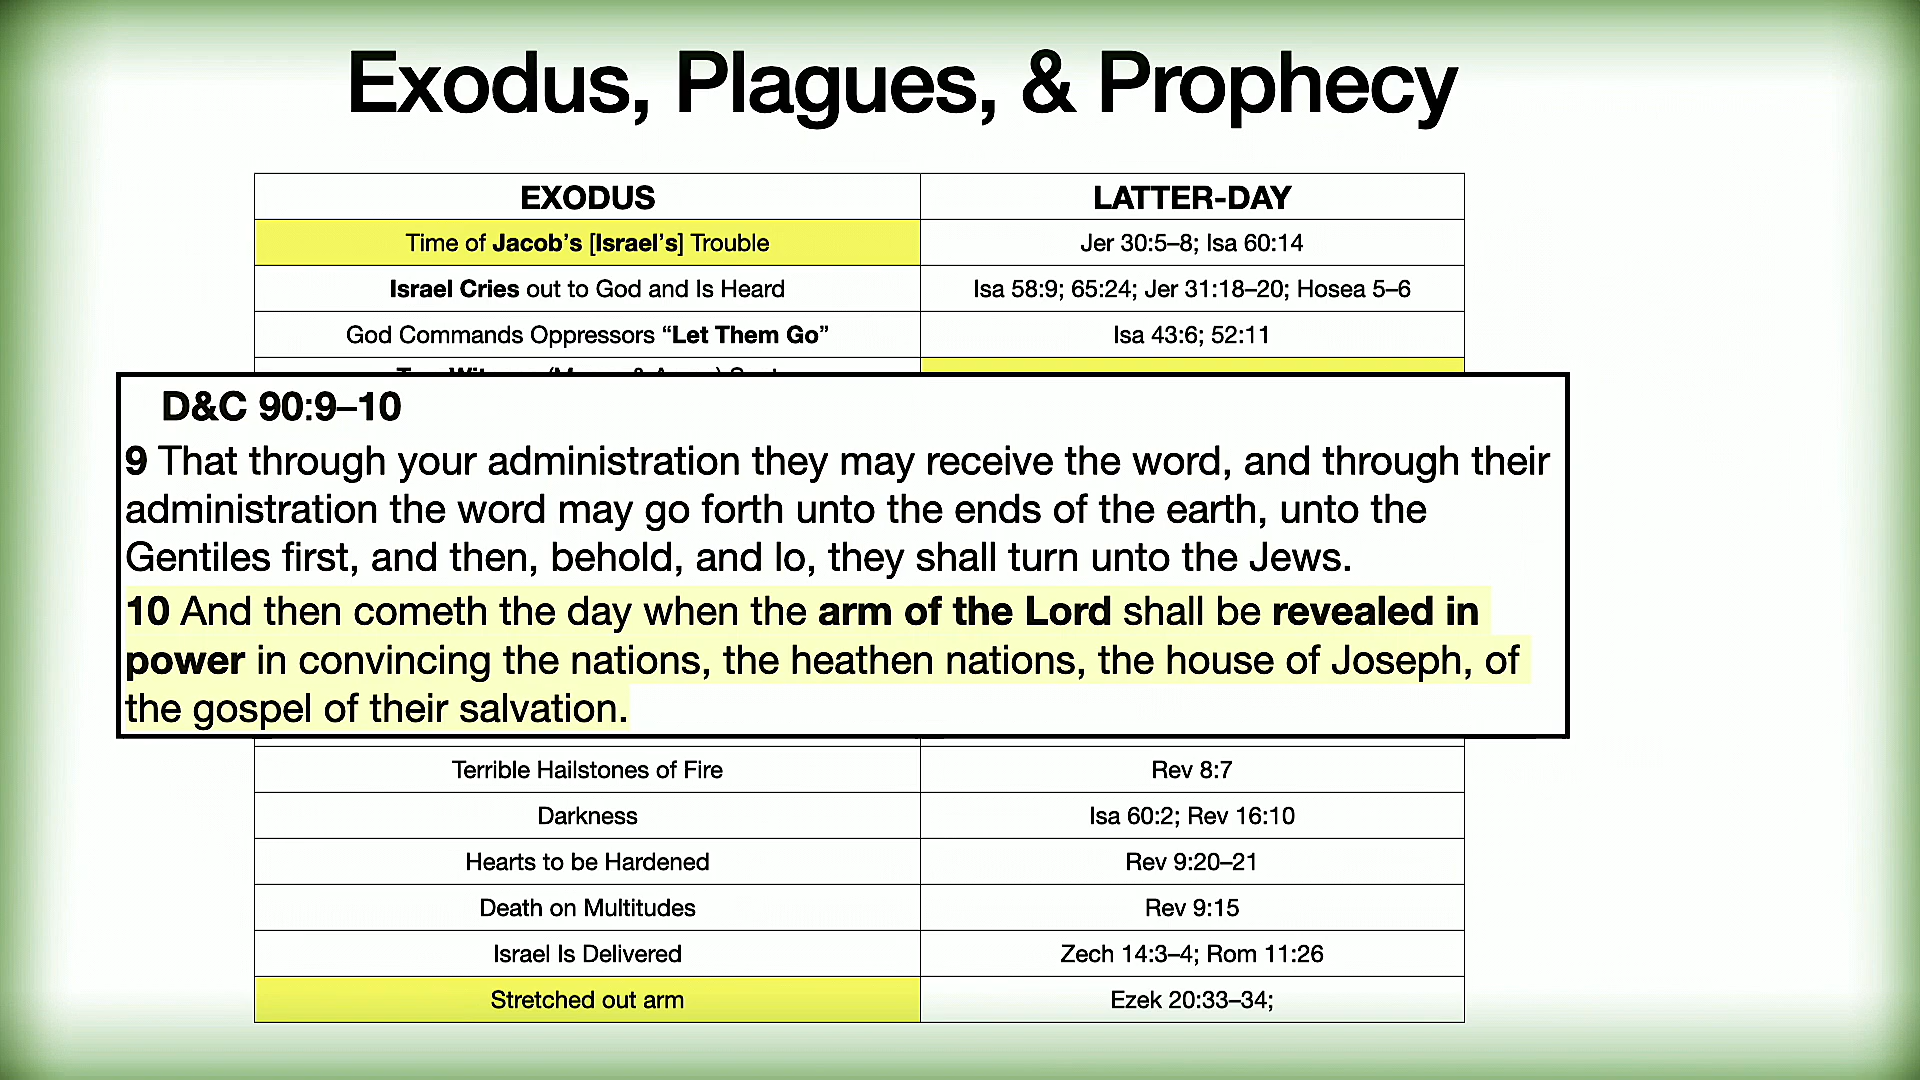 Exodus, Plagues, & Prophecy
EXODUS LATTER-DAY
Time of Jacob's [Israel's] Trouble Jer 30:5–8; Isa 60:14
Israel Cries out to God and Is Heard Isa 58:9; 65:24; Jer 31:18–20; Hosea 5–6
God Commands Oppressors “Let Them Go” Isa 43:6; 52:11
D&C 90:9–10
9 That through your administration they may receive the word, and through their
administration the word may go forth unto the ends of the earth, unto the
Gentiles first, and then, behold, and lo, they shall turn unto the Jews.
10 And then cometh the day when the arm of the Lord shall be revealed in
power in convincing the nations, the heathen nations, the house of Joseph, of
the gospel of their salvation.
Terrible Hailstones of Fire Rev 8:7
Darkness Isa 60:2; Rev 16:10
Hearts to be Hardened Rev 9:20–21
Death on Multitudes Rev 9:15
Israel Is Delivered Zech 14:3–4; Rom 11:26
Stretched out arm Ezek 20:33–34;